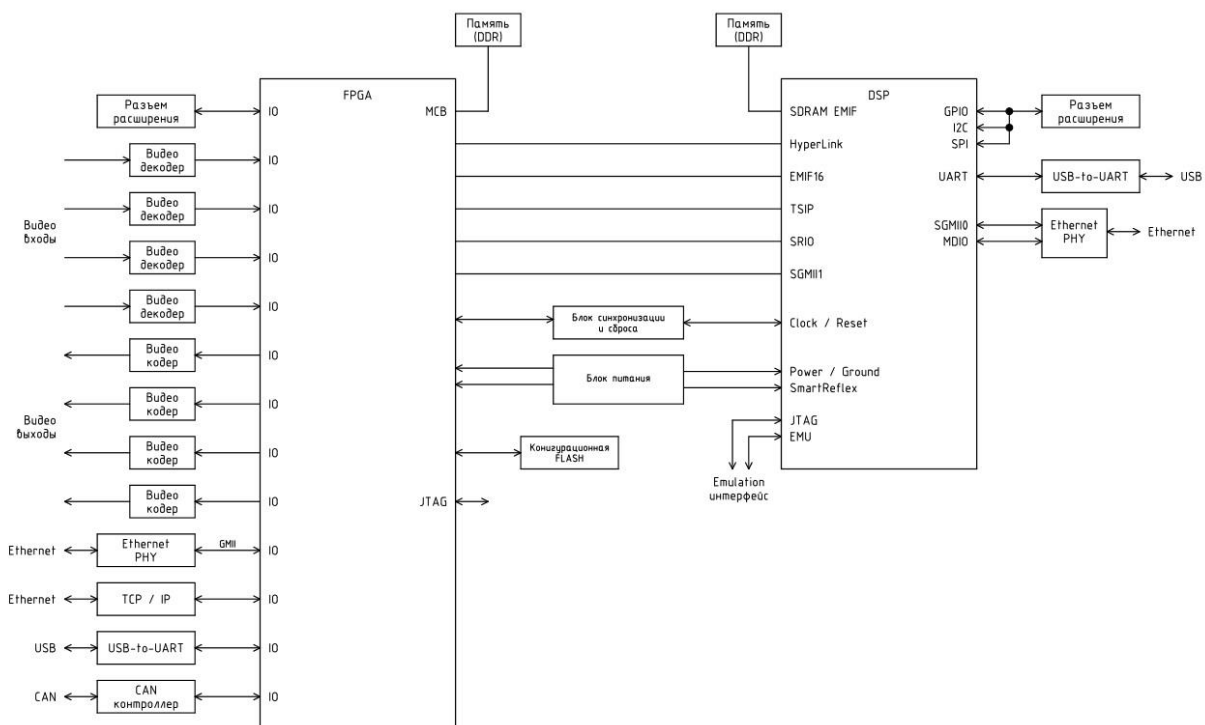 Память
(DDR)
Память
(DDR)
FPGA
DSP
Разъем
расширения
IO
MCB
SDRAM EMIF
GPIO
Разъем
расширения
I2C
Видео
декодер
IO
HyperLink
SPI
EMIF16
UART
USB-to-UART
USB
Видео
декодер
IO
TSIP
Видео
входы
SGMII0
Ethernet
PHY
Ethernet
MDIO
SRIO
Видео
декодер
IO
SGMII1
Видео
декодер
IO
Блок синхронизации
и сброса
Clock / Reset
Видео
кодер
IO
Блок питания
Power / Ground
SmartReflex
Видео
кодер
IO
Видео
выходы
JTAG
EMU
Видео
кодер
IO
Конигурационная
FLASH
Emulation
интерфейс
Видео
кодер
IO
JTAG
Ethernet
Ethernet
PHY
GMII
IO
Ethernet
TCP / IP
IO
USB
USB-to-UART
IO
CAN
CAN
контроллер
IO